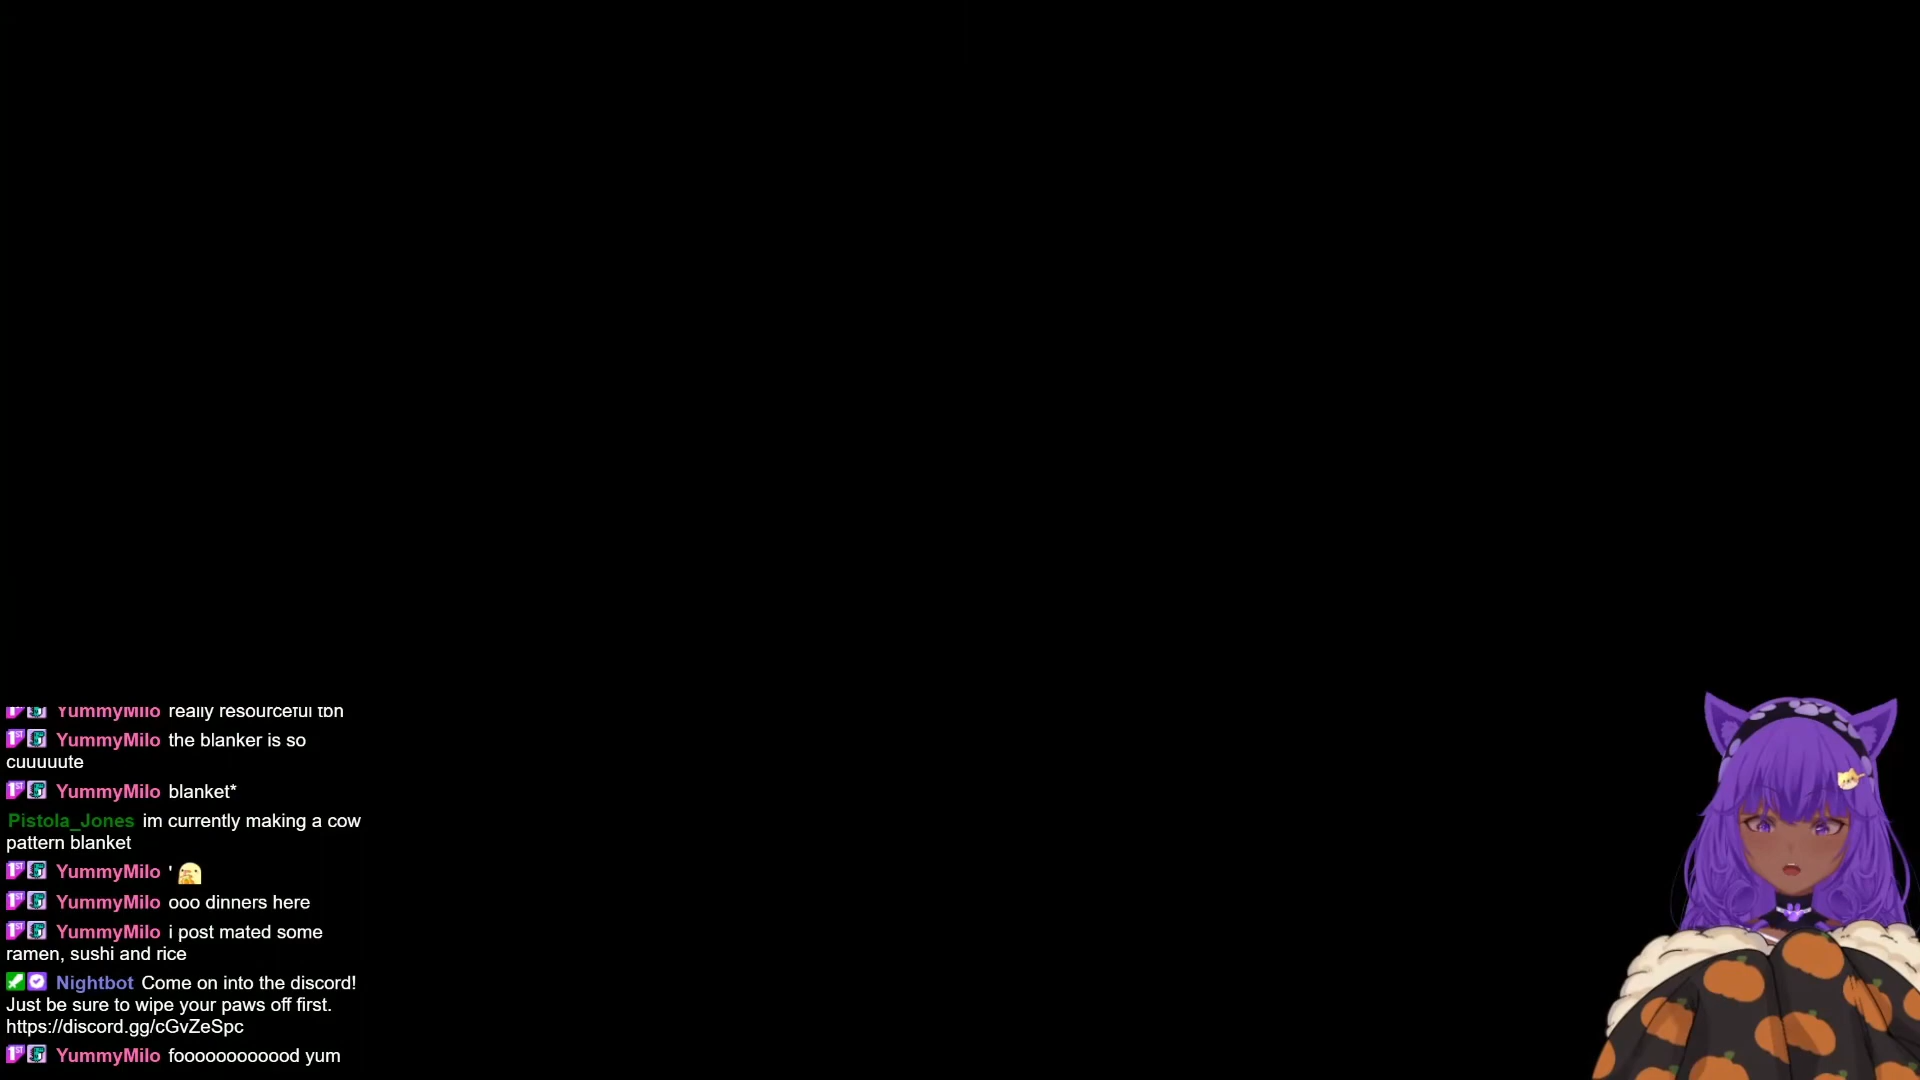 YummyMilo really resourceful tbh
YummyMilo the blanker is so
cuuuuute
YummyMilo blanket*
Pistola_Jones im currently making a cow
pattern blanket
YummyMilo '
YummyMilo ooo dinners here
YummyMilo i post mated some
ramen, sushi and rice
Nightbot Come on into the discord!
Just be sure to wipe your paws off first.
https://discord.gg/cGvZeSpc
YummyMilo foooooooooood yum